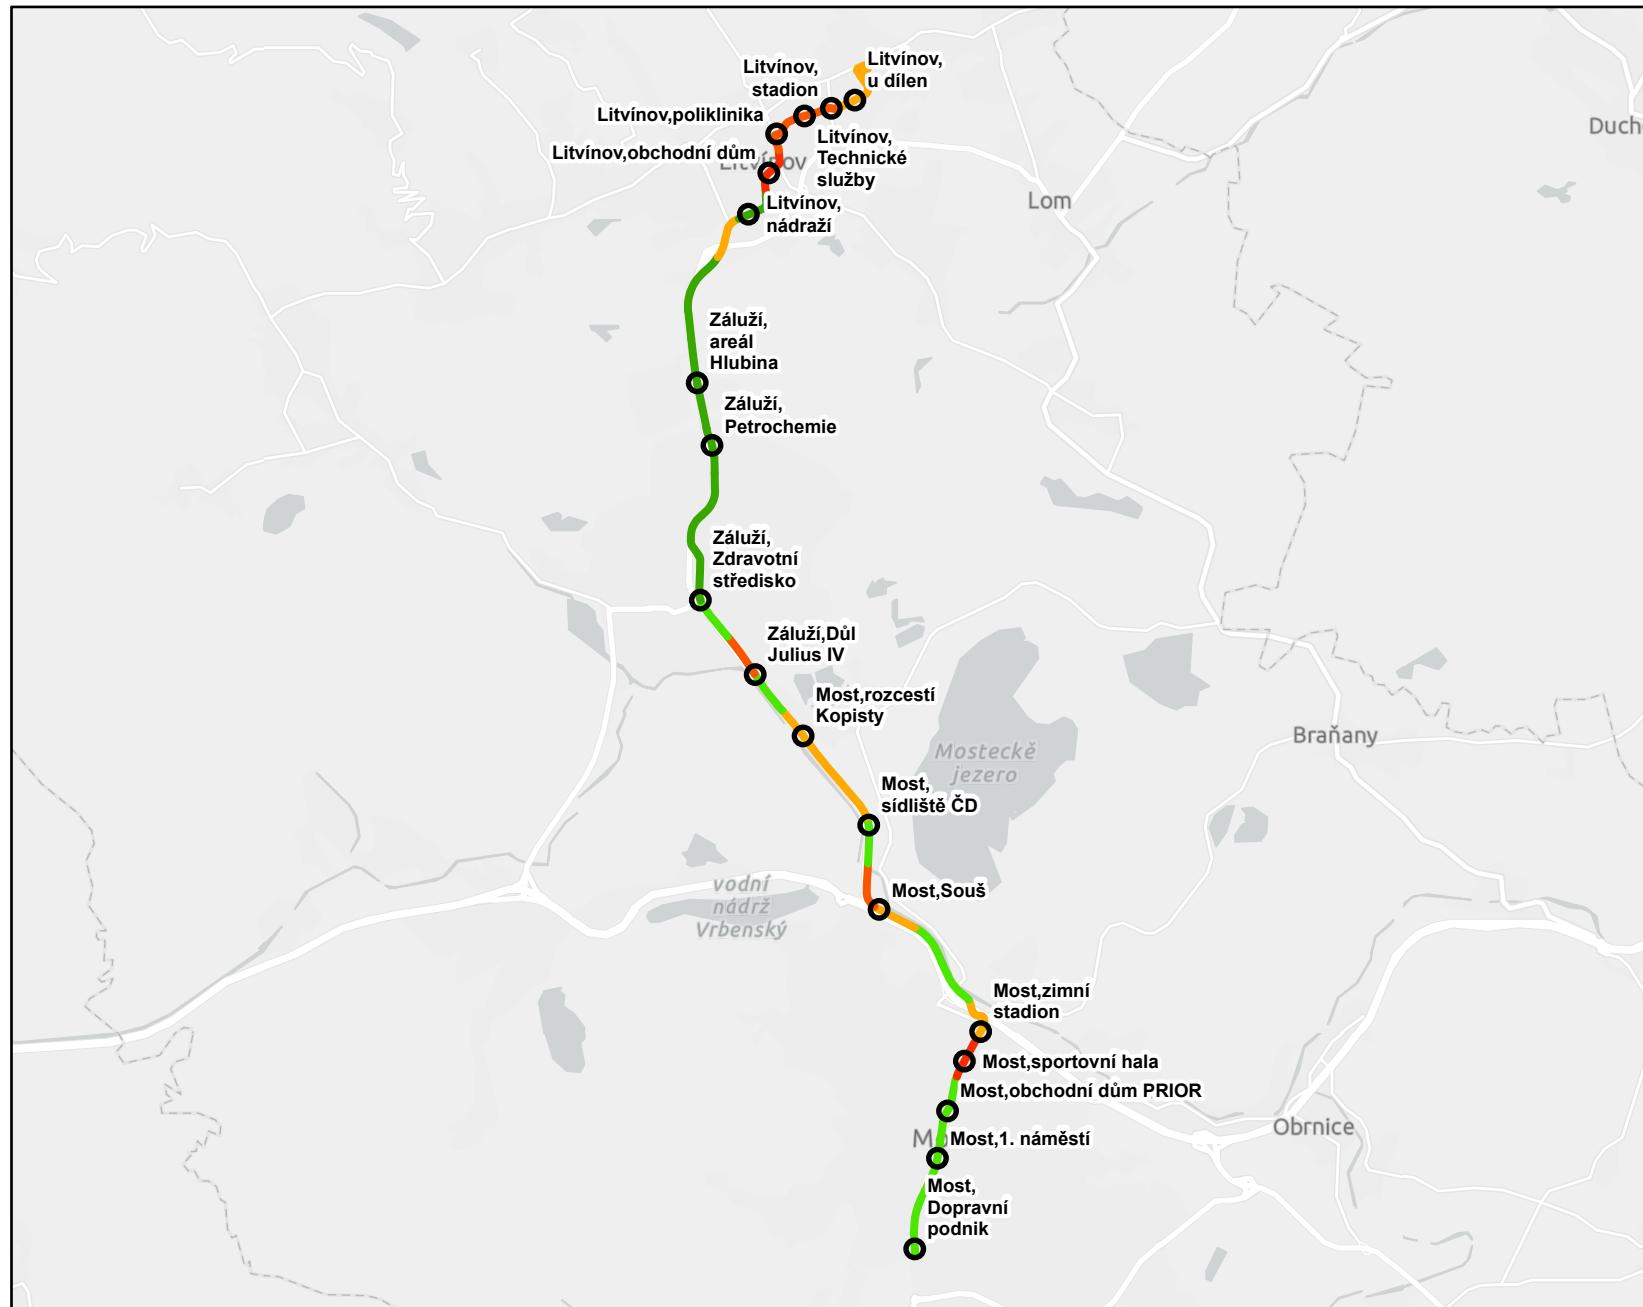 Litvínov,
stadion
Litvínov,
u dílen
Litvínov,poliklinika
Litvínov,
Technické
služby
Litvínov,obchodní dům
Litvínov
Duch
Lom
Litvínov,
nádraží
Záluží,
areál
Hlubina
Záluží,
Petrochemie
Záluží,
Zdravotní
středisko
Záluží,Důl
Julius IV
Most,rozcestí
Kopisty
Mostecké
jezero
Braňany
Most,
sídliště ČD
Most,Souš
vodní
nádrž
Vrbenský
Most,zimní
stadion
Most,sportovní hala
Most,obchodní dům PRIOR
Obrnice
Most,1. náměstí
Most,
Dopravní
podnik